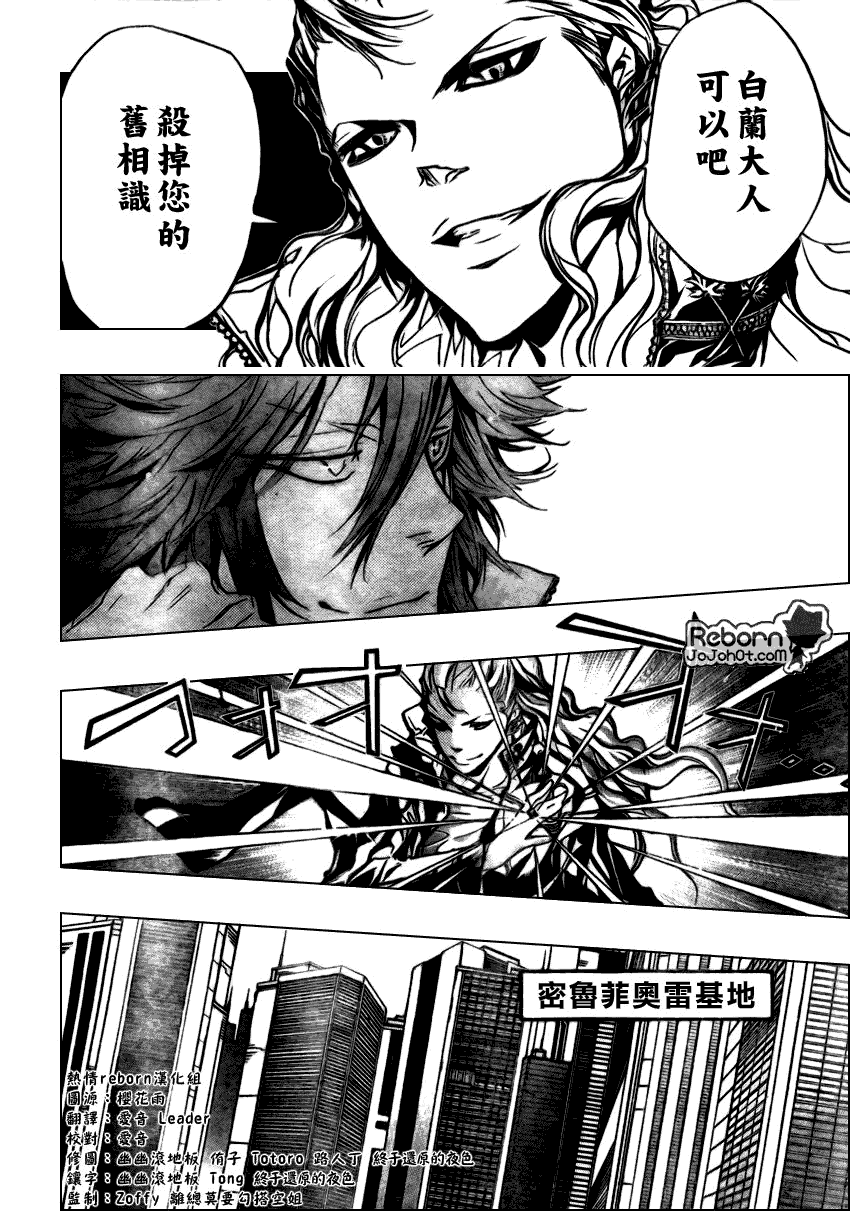 白蘭大人
可以吧
殺掉您的
舊相識
Reborn
JoJoHOt.com
フォオオオ…
密魯菲奧雷基地
熱情reborn漢化組
圖源：櫻花雨
翻譯：愛音 Leader
校對：愛音
修圖：幽幽滾地板 侑子 Totoro 路人丁 終于還原的夜色
鑲字：幽幽滾地板 Tong 終于還原的夜色
監制：Zoffy 離總莫要勾搭空姐